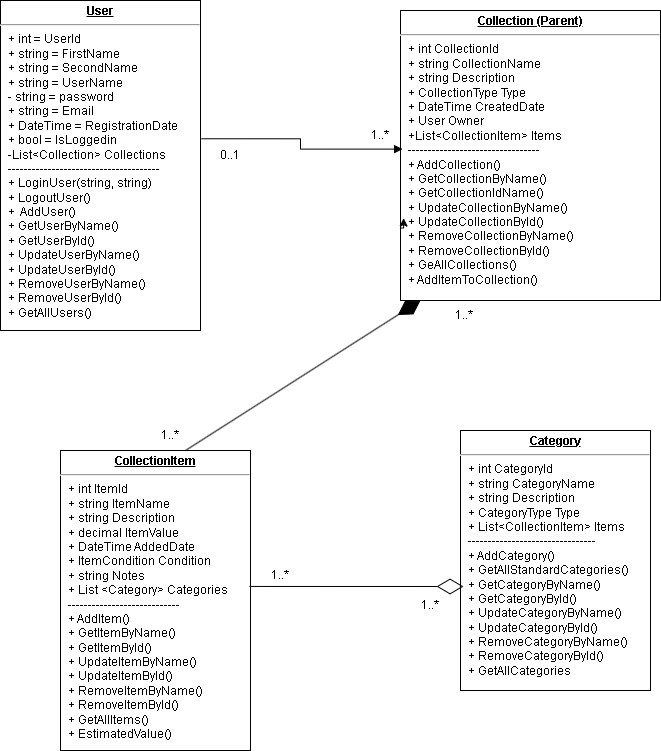 User
+ int = UserId
+ string = FirstName
+ string = SecondName
+ string = UserName
- string = password
+ string = Email
+ DateTime = RegistrationDate
+ bool = IsLoggedin
-List<Collection> Collections
------------------------------------
+ LoginUser(string, string)
+ LogoutUser()
+ AddUser()
+ GetUserByName()
+ GetUserById()
+ UpdateUserByName()
+ UpdateUserById()
+ RemoveUserByName()
+ RemoveUserById()
+ GetAllUsers()
0..1
1..*
Collection (Parent)
+ int CollectionId
+ string CollectionName
+ string Description
+ CollectionType Type
+ DateTime CreatedDate
+ User Owner
+List<CollectionItem> Items
-------------------------------
+ AddCollection()
+ GetCollectionByName()
+ GetCollectionIdName()
+ UpdateCollectionByName()
+ UpdateCollectionById()
+ RemoveCollectionByName()
+ RemoveCollectionById()
+ GeAllCollections()
+ AddItemToCollection()
1..*
1..*
CollectionItem
+ int ItemId
+ string ItemName
+ string Description
+ decimal ItemValue
+ DateTime AddedDate
+ ItemCondition Condition
+ string Notes
+ List <Category> Categories
---------------------------
+ AddItem()
+ GetItemByName()
+ GetItemById()
+ UpdateItemByName()
+ UpdateItemById()
+ RemoveItemByName()
+ RemoveItemById()
+ GetAllItems()
+ EstimatedValue()
1..*
1..*
Category
+ int CategoryId
+ string CategoryName
+ string Description
+ CategoryType Type
+ List<CollectionItem> Items
------------------------------
+ AddCategory()
+ GetAllStandardCategories()
+ GetCategoryByName()
+ GetCategoryById()
+ UpdateCategoryByName()
+ UpdateCategoryById()
+ RemoveCategoryByName()
+ RemoveCategoryById()
+ GetAllCategories